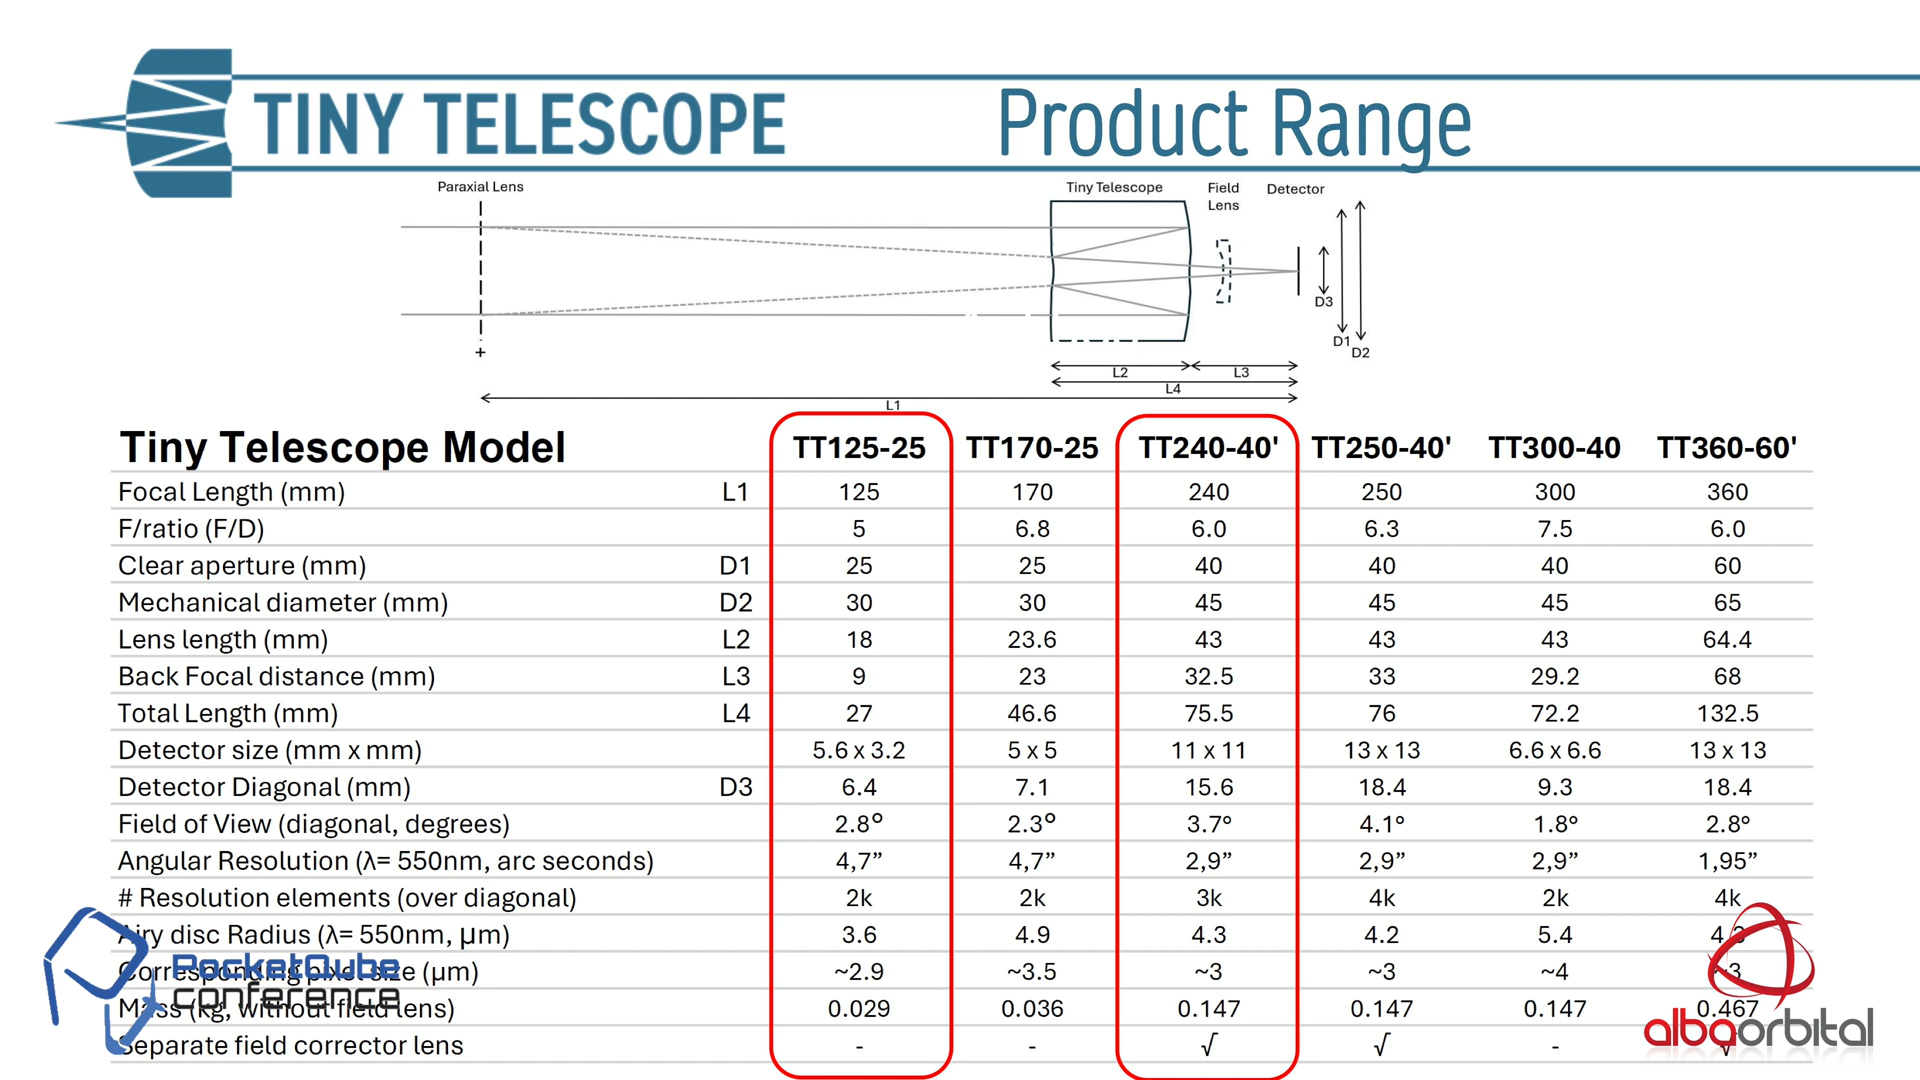 TINY TELESCOPE
Product Range
Paraxial Lens
Tiny Telescope
Field
Lens
Detector
D3
D1
D2
+
L2
L3
L4
L1
Tiny Telescope Model TT125-25 TT170-25 TT240-40' TT250-40' TT300-40 TT360-60'
Focal Length (mm) L1 125 170 240 250 300 360
F/ratio (F/D) 5 6.8 6.0 6.3 7.5 6.0
Clear aperture (mm) D1 25 25 40 40 40 60
Mechanical diameter (mm) D2 30 30 45 45 45 65
Lens length (mm) L2 18 23.6 43 43 43 64.4
Back Focal distance (mm) L3 9 23 32.5 33 29.2 68
Total Length (mm) L4 27 46.6 75.5 76 72.2 132.5
Detector size (mm x mm) 5.6 x 3.2 5 x 5 11 x 11 13 x 13 6.6 x 6.6 13 x 13
Detector Diagonal (mm) D3 6.4 7.1 15.6 18.4 9.3 18.4
Field of View (diagonal, degrees) 2.8° 2.3° 3.7° 4.1° 1.8° 2.8°
Angular Resolution (λ= 550nm, arc seconds) 4,7” 4,7” 2,9” 2,9” 2,9” 1,95”
# Resolution elements (over diagonal) 2k 2k 3k 4k 2k 4k
Airy disc Radius (λ= 550nm, µm) 3.6 4.9 4.3 4.2 5.4 4.3
Corresponding pixel size (µm) ~2.9 ~3.5 ~3 ~3 ~4 ~3
Mass (kg, without field lens) 0.029 0.036 0.147 0.147 0.147 0.467
Separate field corrector lens - - √ √ - √
PocketQube
conference
albaorbital